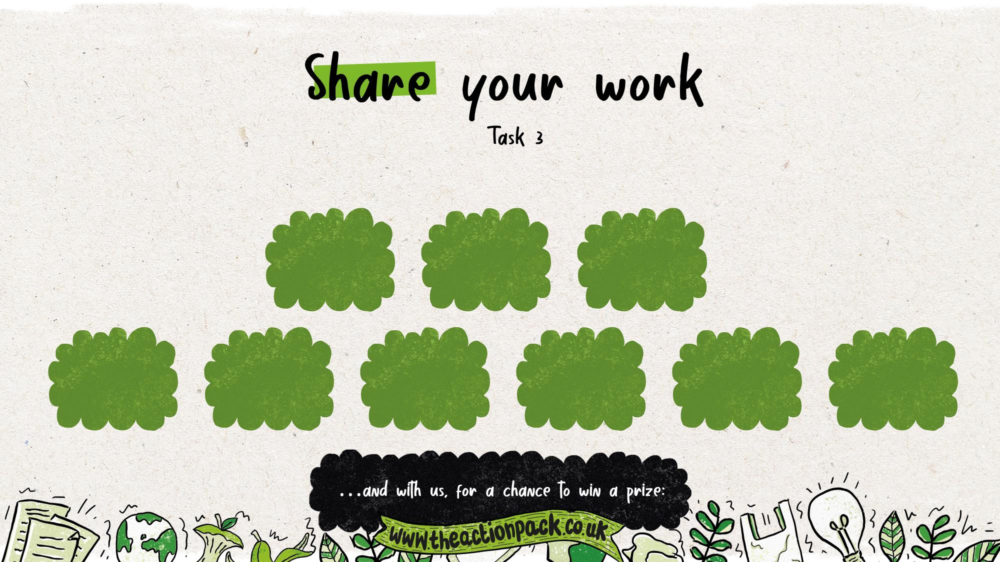 Share your work
Task 3
...and with us, for a chance to win a prize:
www.theactionpack.co.uk